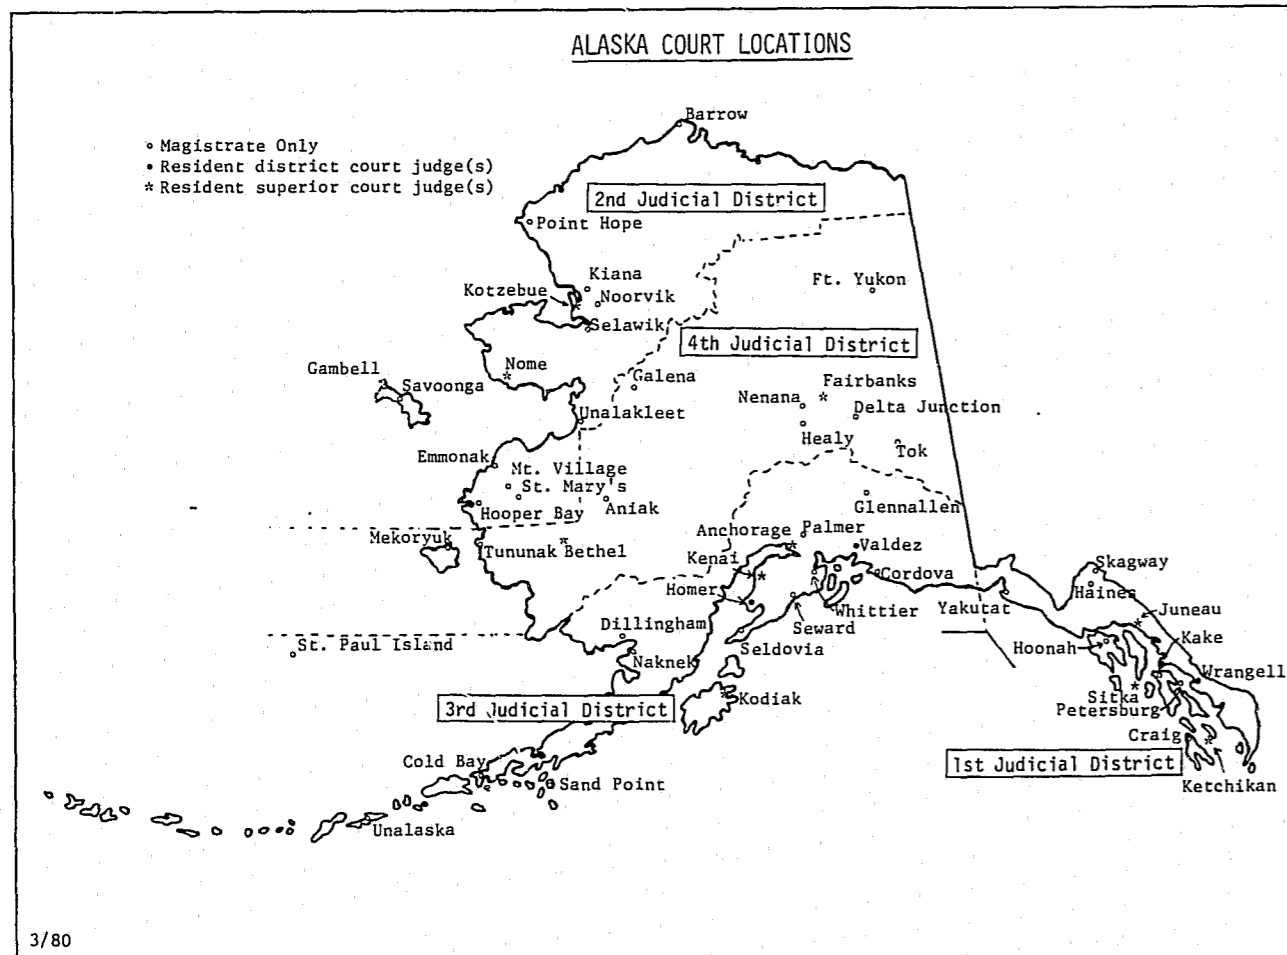 ALASKA COURT LOCATIONS
° Magistrate Only
• Resident district court judge(s)
* Resident superior court judge(s)
Barrow
2nd Judicial District
Point Hope
Kiana
Ft. Yukon
Kotzebue
Noorvik
Selawik
4th Judicial District
Nome
Gambell
Savoonga
Galena
Fairbanks
Nenana
Delta Junction
Unalakleet
Healy
Tok
Emmonak
Mt. Village
St. Mary's
Hooper Bay
Aniak
Glennallen
Anchorage
Palmer
Mekoryuk
Tununak
Bethel
Kenai
Valdez
Homer
Cordova
Skagway
Haines
Whittier
Yakutat
Juneau
Dillingham
Seward
Hoonah
Kake
St. Paul Island
Seldovia
Naknek
Wrangell
Kodiak
Sitka
3rd Judicial District
Petersburg
Craig
Cold Bay
1st Judicial District
Sand Point
Ketchikan
Unalaska
3/80